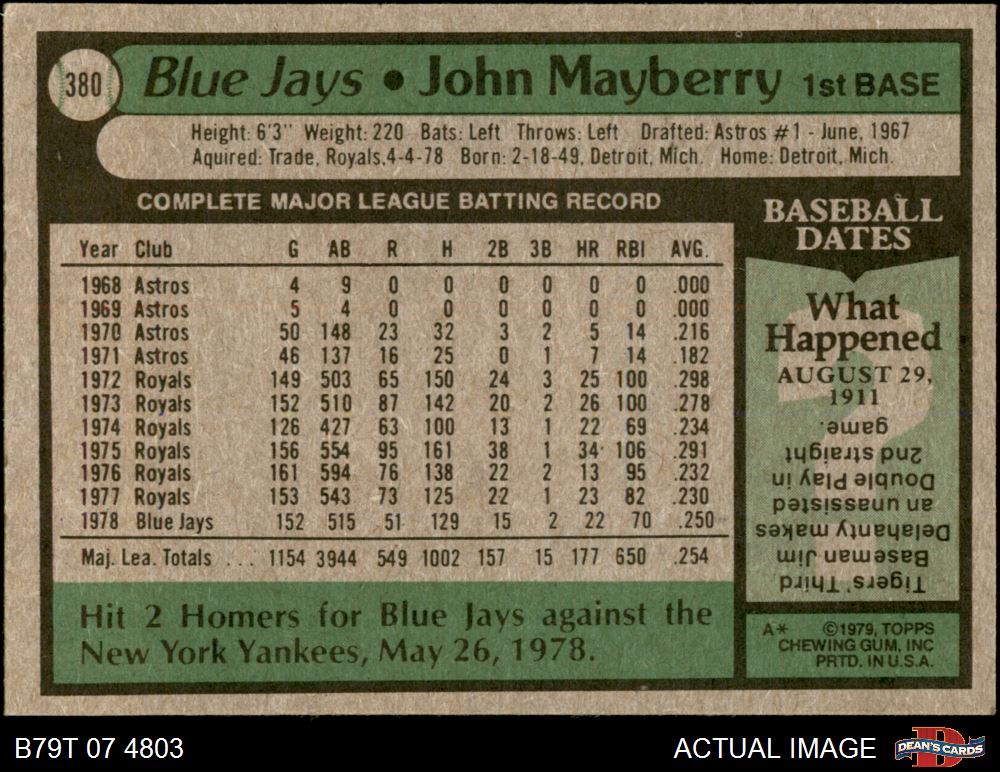 380
Blue Jays • John Mayberry 1st BASE
Height: 6'3" Weight: 220 Bats: Left Throws: Left Drafted: Astros #1 - June, 1967
Aquired: Trade, Royals, 4-4-78 Born: 2-18-49, Detroit, Mich. Home: Detroit, Mich.
COMPLETE MAJOR LEAGUE BATTING RECORD
Year Club G AB R H 2B 3B HR RBI AVG.
1968 Astros 4 9 0 0 0 0 0 0 .000
1969 Astros 5 4 0 0 0 0 0 0 .000
1970 Astros 50 148 23 32 3 2 5 14 .216
1971 Astros 46 137 16 25 0 1 7 14 .182
1972 Royals 149 503 65 150 24 3 25 100 .298
1973 Royals 152 510 87 142 20 2 26 100 .278
1974 Royals 126 427 63 100 13 1 22 69 .234
1975 Royals 156 554 95 161 38 1 34 106 .291
1976 Royals 161 594 76 138 22 2 13 95 .232
1977 Royals 153 543 73 125 22 1 23 82 .230
1978 Blue Jays 152 515 51 129 15 2 22 70 .250
Maj. Lea. Totals ... 1154 3944 549 1002 157 15 177 650 .254
Hit 2 Homers for Blue Jays against the
New York Yankees, May 26, 1978.
BASEBALL
DATES
What
Happened
AUGUST 29,
1911
Tigers' Third
Baseman Jim
Delahanty makes
an unassisted
Double Play in
2nd straight
game.
A* ©1979, TOPPS
CHEWING GUM, INC
PRTD. IN U.S.A.
B79T 07 4803
ACTUAL IMAGE
DEAN'S CARDS